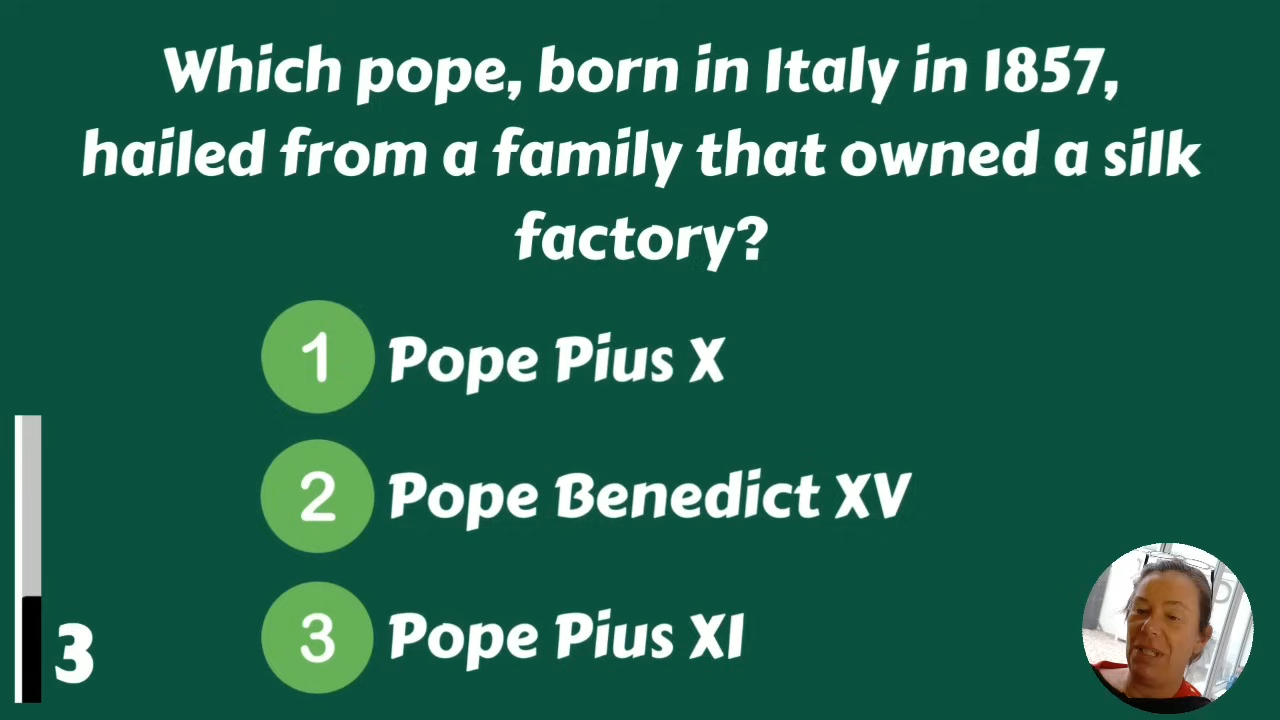 Which pope, born in Italy in 1857,
hailed from a family that owned a silk
factory?
1 Pope Pius X
2 Pope Benedict XV
3 Pope Pius XI
3